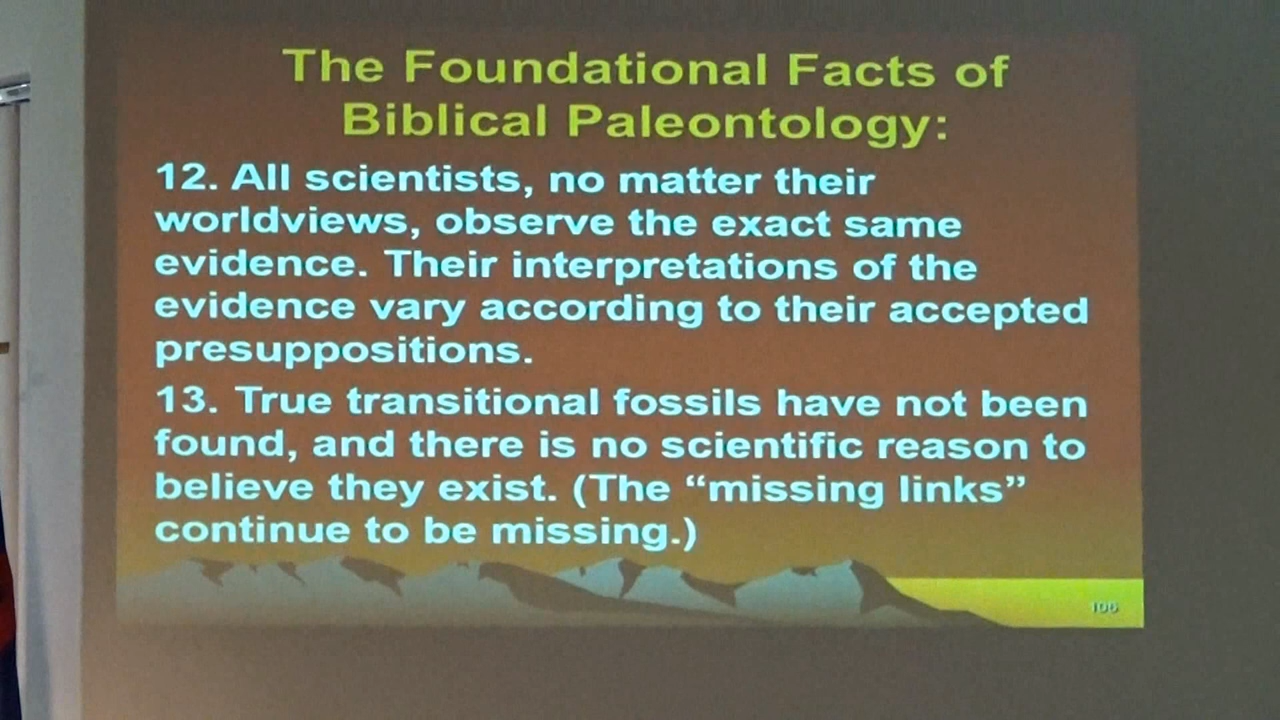 The Foundational Facts of
Biblical Paleontology:
12. All scientists, no matter their
worldviews, observe the exact same
evidence. Their interpretations of the
evidence vary according to their accepted
presuppositions.
13. True transitional fossils have not been
found, and there is no scientific reason to
believe they exist. (The “missing links”
continue to be missing.)
106